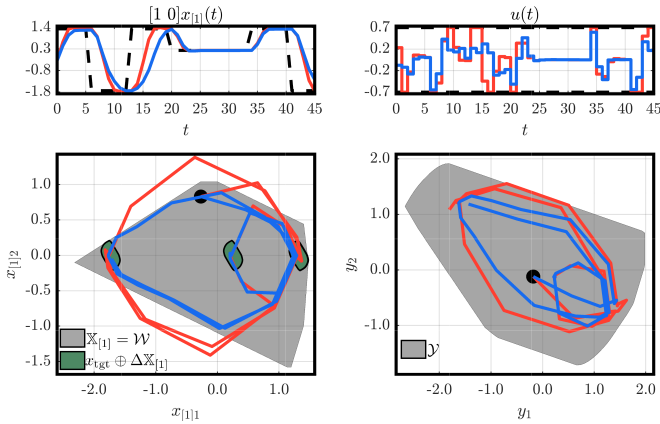 [1 0]x[1](t)
1.4
0.3
-0.8
-1.8
0 5 10 15 20 25 30 35 40 45
t
u(t)
0.7
0.2
-0.2
-0.7
0 5 10 15 20 25 30 35 40 45
t
1.0
0.5
0.0
-0.5
-1.0
-1.5
x[1]2
𝕏[1] = 𝒲
xtgt ⊕ Δ𝕏[1]
-2.0 -1.0 0.0 1.0
x[1]1
2.0
1.0
0.0
-1.0
y2
𝒴
-2.0 -1.0 0.0 1.0 2.0
y1